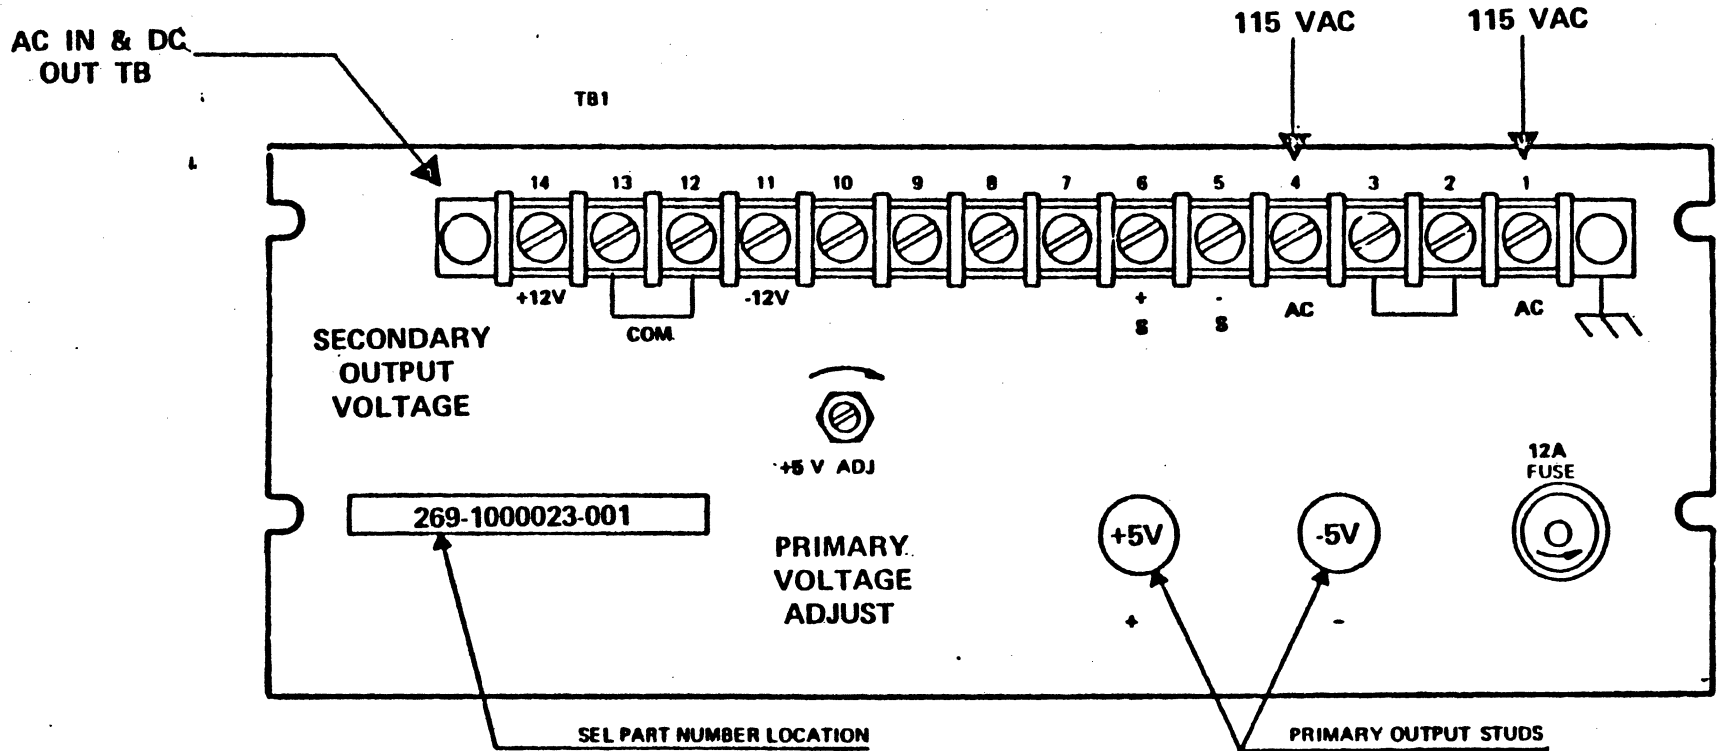 115 VAC 115 VAC
AC IN & DC
OUT TB
TB1
14 13 12 11 10 9 8 7 6 5 4 3 2 1
+12V -12V + - AC AC
S S
COM.
SECONDARY
OUTPUT
VOLTAGE
+5 V ADJ
12A
FUSE
269-1000023-001
+5V -5V
PRIMARY
VOLTAGE
ADJUST
+ -
SEL PART NUMBER LOCATION
PRIMARY OUTPUT STUDS